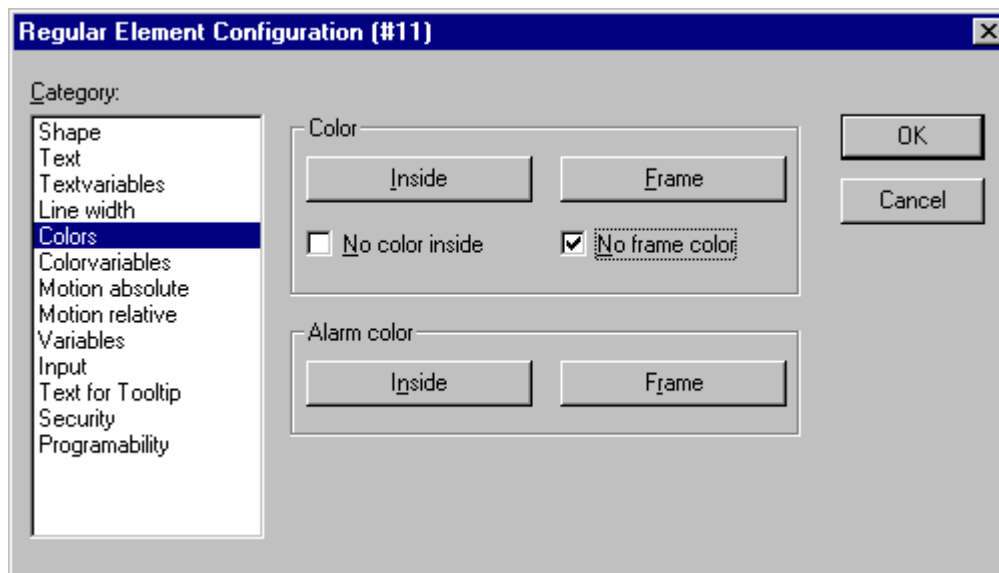 Regular Element Configuration (#11)
Category:
Shape
Text
Textvariables
Line width
Colors
Colorvariables
Motion absolute
Motion relative
Variables
Input
Text for Tooltip
Security
Programability
Color
Inside Frame
No color inside No frame color
Alarm color
Inside Frame
OK
Cancel